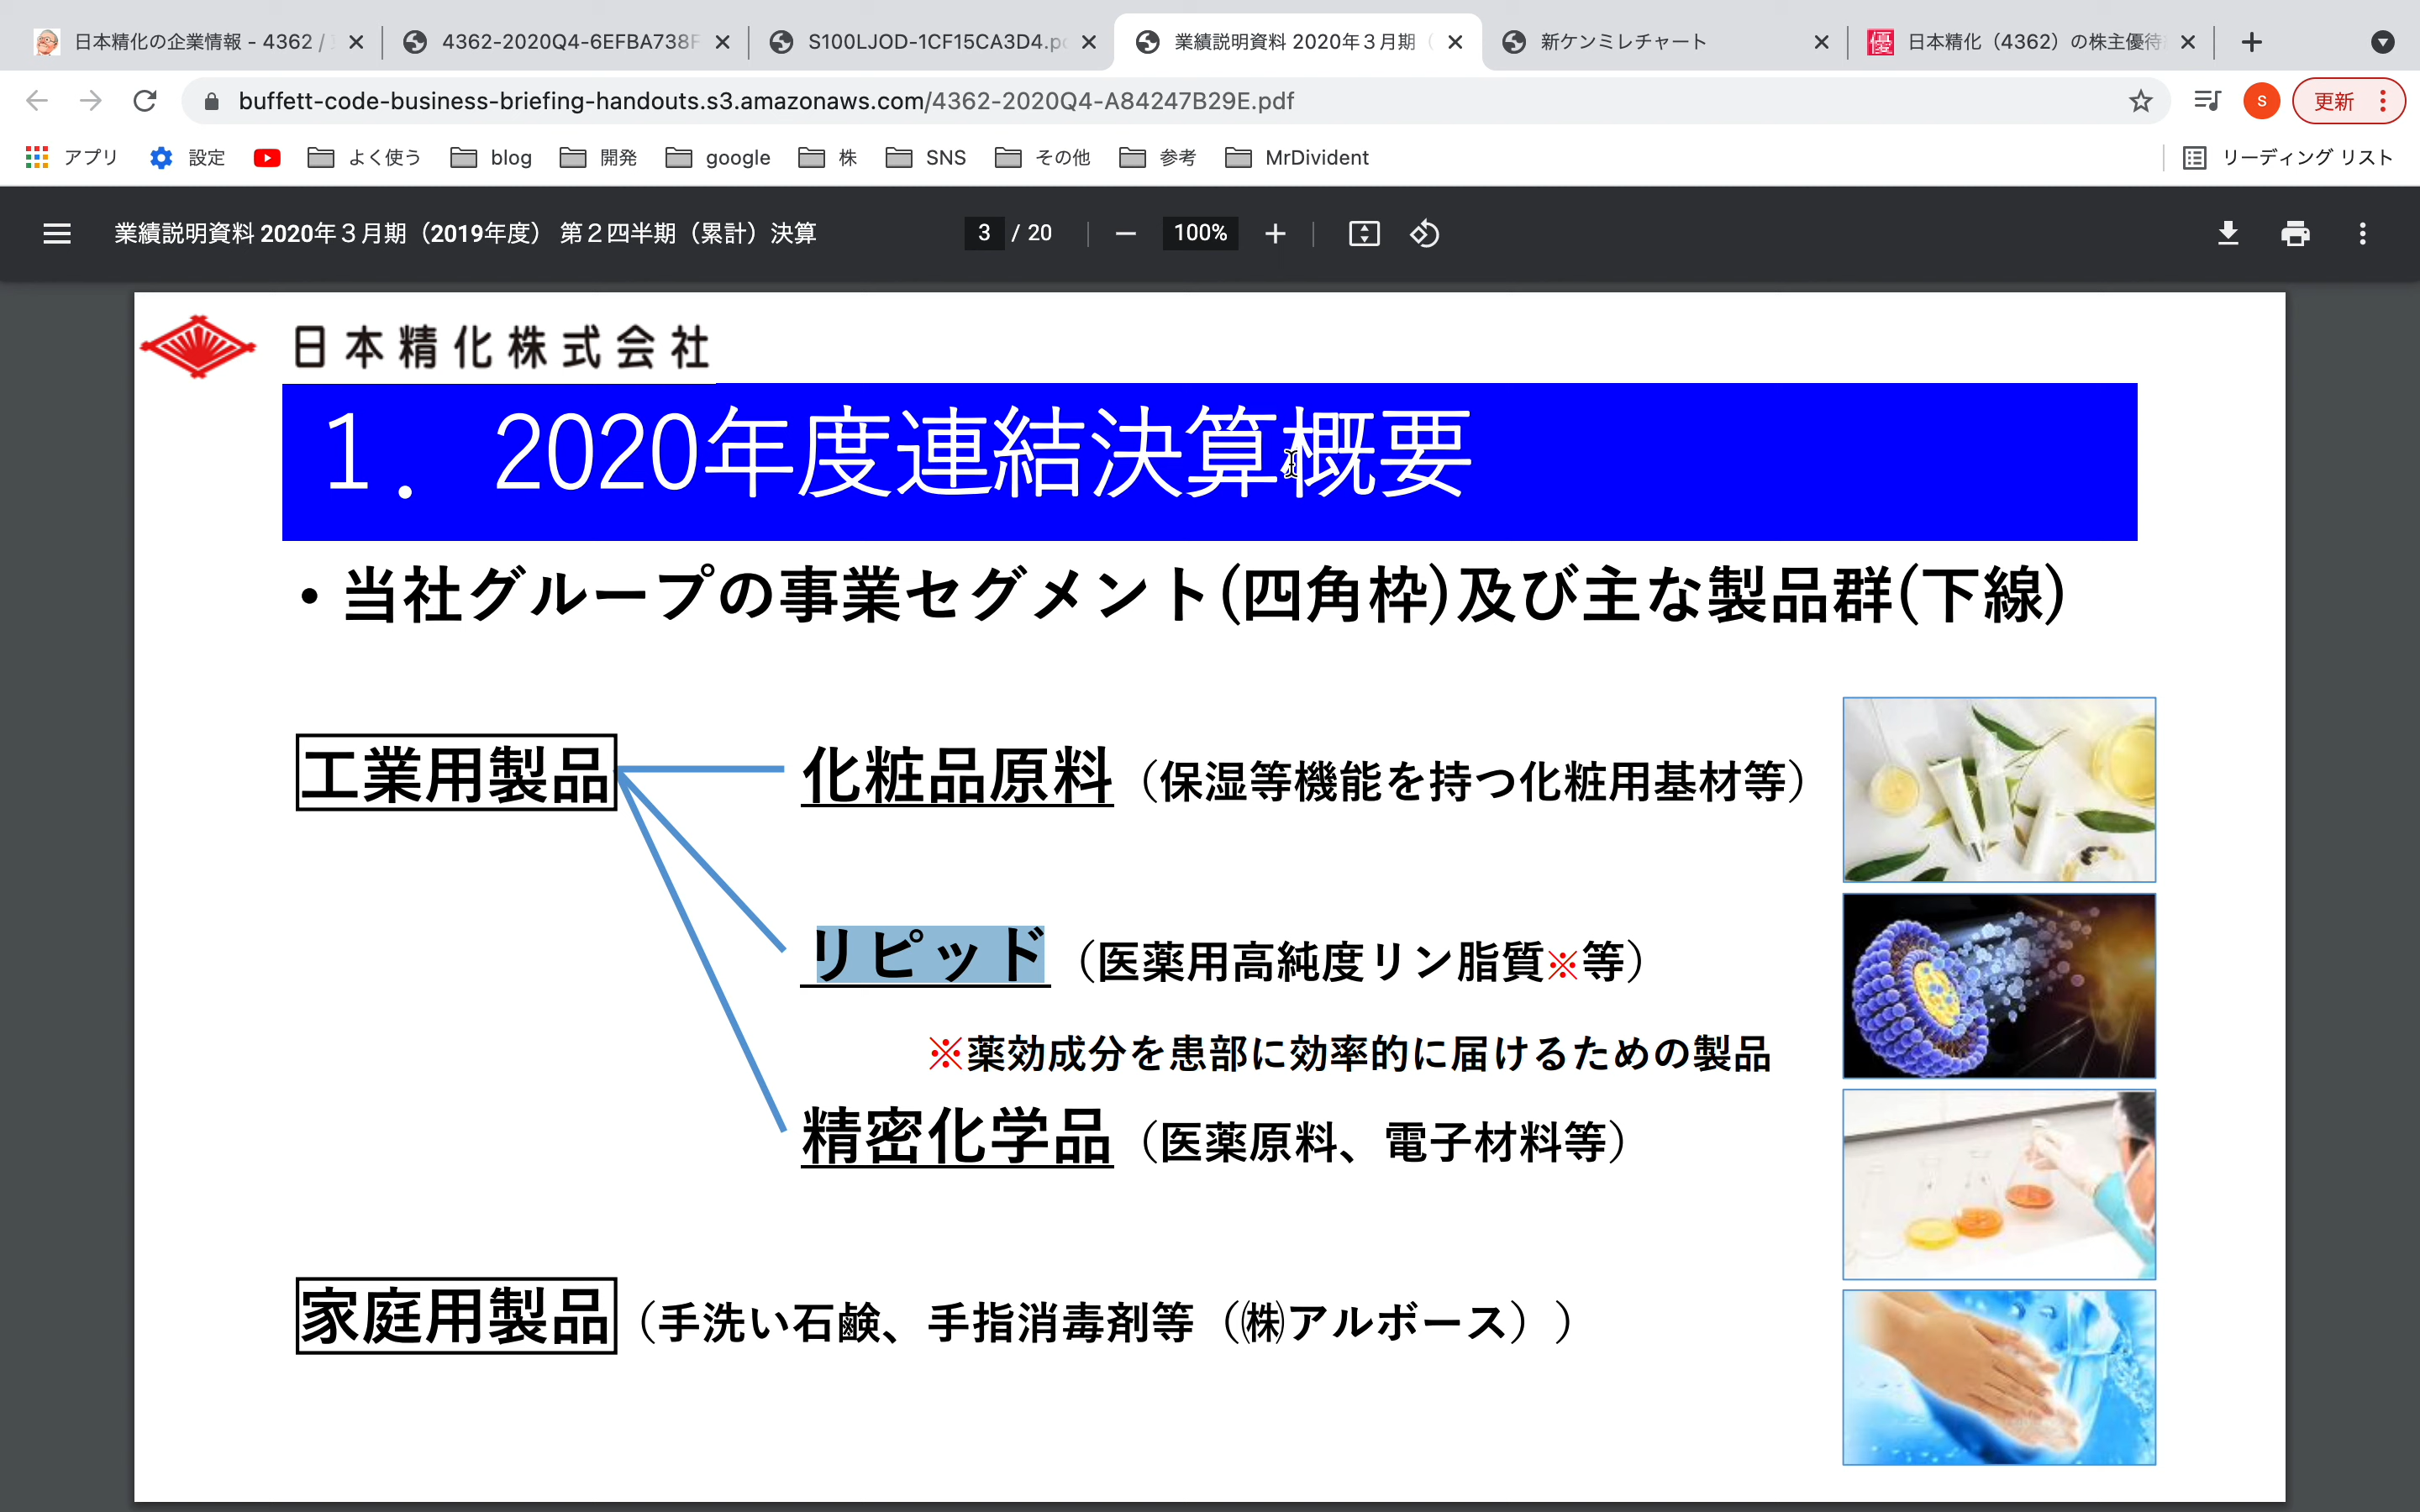 日本精化の企業情報 - 4362 /
4362-2020Q4-6EFBA738F
S100LJOD-1CF15CA3D4.p
業績説明資料 2020年３月期
新ケンミレチャート
優 日本精化（4362）の株主優待
buffett-code-business-briefing-handouts.s3.amazonaws.com/4362-2020Q4-A84247B29E.pdf
s
更新
アプリ 設定 よく使う blog 開発 google 株 SNS その他 参考 MrDivident リーディング リスト
業績説明資料 2020年３月期（2019年度） 第２四半期（累計）決算 3 / 20 100%
日本精化株式会社
１．2020年度連結決算概要
• 当社グループの事業セグメント(四角枠)及び主な製品群(下線)
工業用製品 化粧品原料（保湿等機能を持つ化粧用基材等）
リピッド（医薬用高純度リン脂質※等）
※薬効成分を患部に効率的に届けるための製品
精密化学品（医薬原料、電子材料等）
家庭用製品（手洗い石鹸、手指消毒剤等（㈱アルボース））